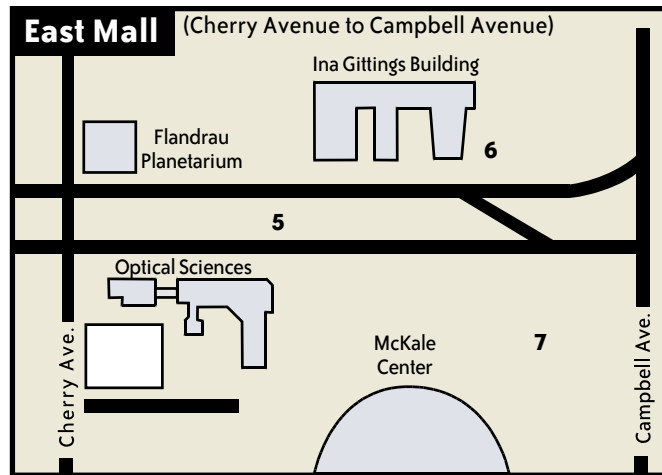 East Mall (Cherry Avenue to Campbell Avenue)
Ina Gittings Building
Flandrau
Planetarium
6
5
Optical Sciences
McKale
Center
7
Cherry Ave.
Campbell Ave.